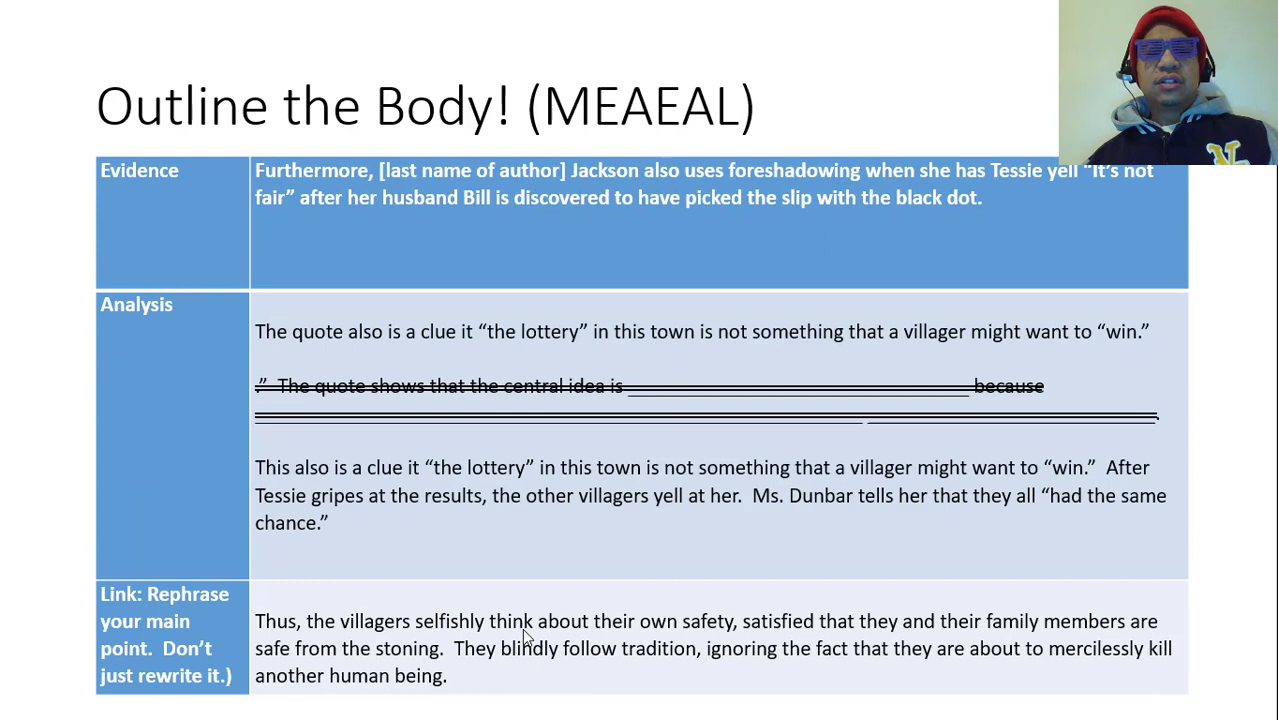 Outline the Body! (MEAEAL)
Evidence
Furthermore, [last name of author] Jackson also uses foreshadowing when she has Tessie yell “It’s not
fair” after her husband Bill is discovered to have picked the slip with the black dot.
Analysis
The quote also is a clue it “the lottery” in this town is not something that a villager might want to “win.”
.” The quote shows that the central idea is ________________________________ because
__________________________________________________________________________________.
This also is a clue it “the lottery” in this town is not something that a villager might want to “win.” After
Tessie gripes at the results, the other villagers yell at her. Ms. Dunbar tells her that they all “had the same
chance.”
Link: Rephrase
your main
point. Don’t
just rewrite it.)
Thus, the villagers selfishly think about their own safety, satisfied that they and their family members are
safe from the stoning. They blindly follow tradition, ignoring the fact that they are about to mercilessly kill
another human being.